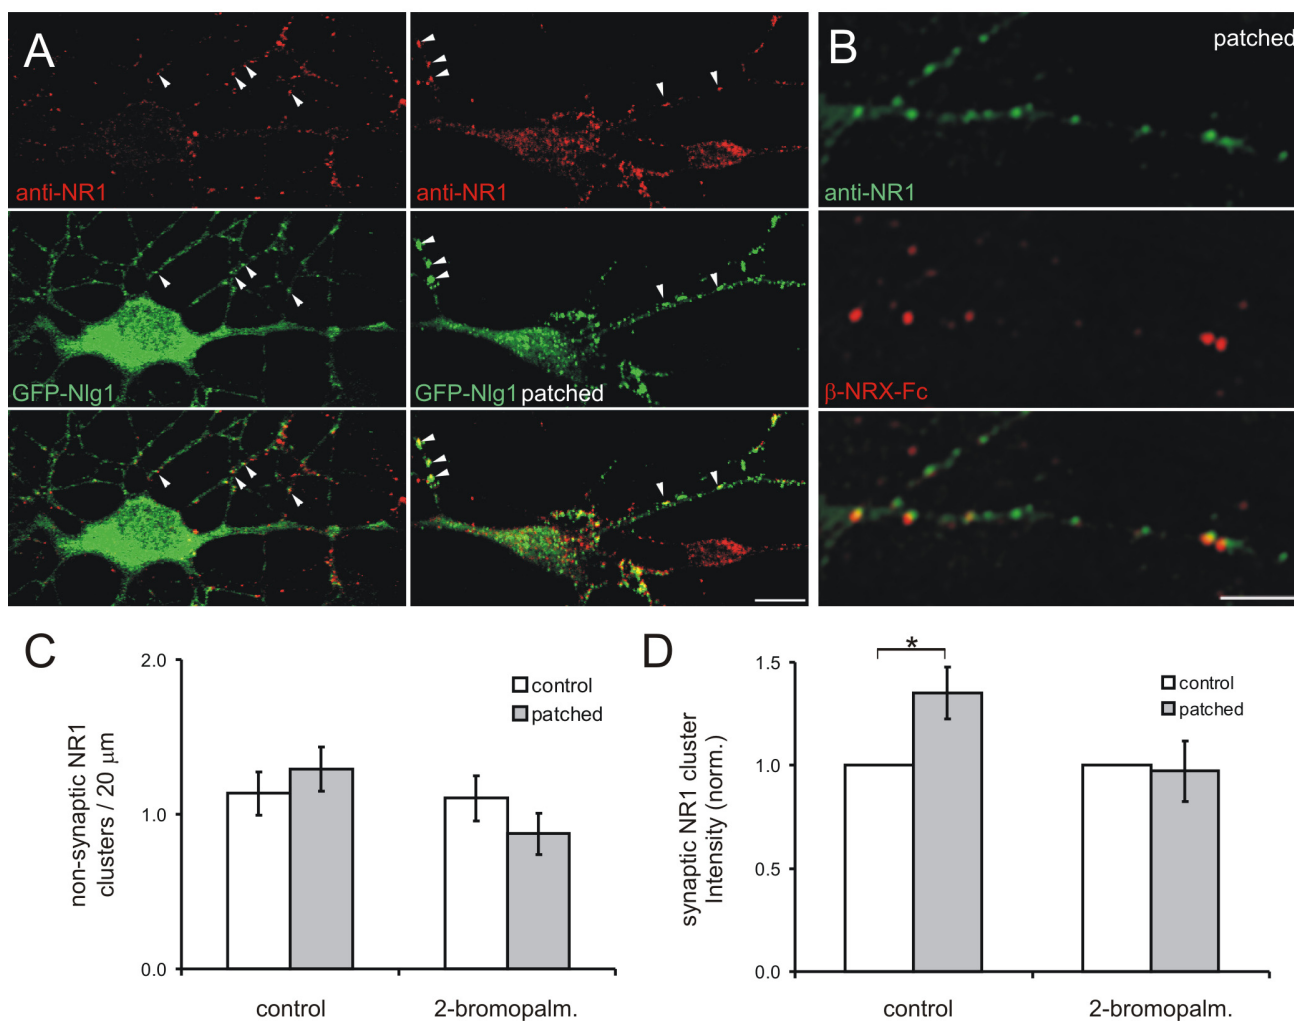 A
B
patched
anti-NR1
anti-NR1
anti-NR1
GFP-Nlg1
GFP-Nlg1 patched
β-NRX-Fc
C
2.0
1.0
0.0
non-synaptic NR1
clusters / 20 μm
control
patched
control
2-bromopalm.
D
1.5
1.0
0.5
0.0
synaptic NR1 cluster
Intensity (norm.)
*
control
patched
control
2-bromopalm.